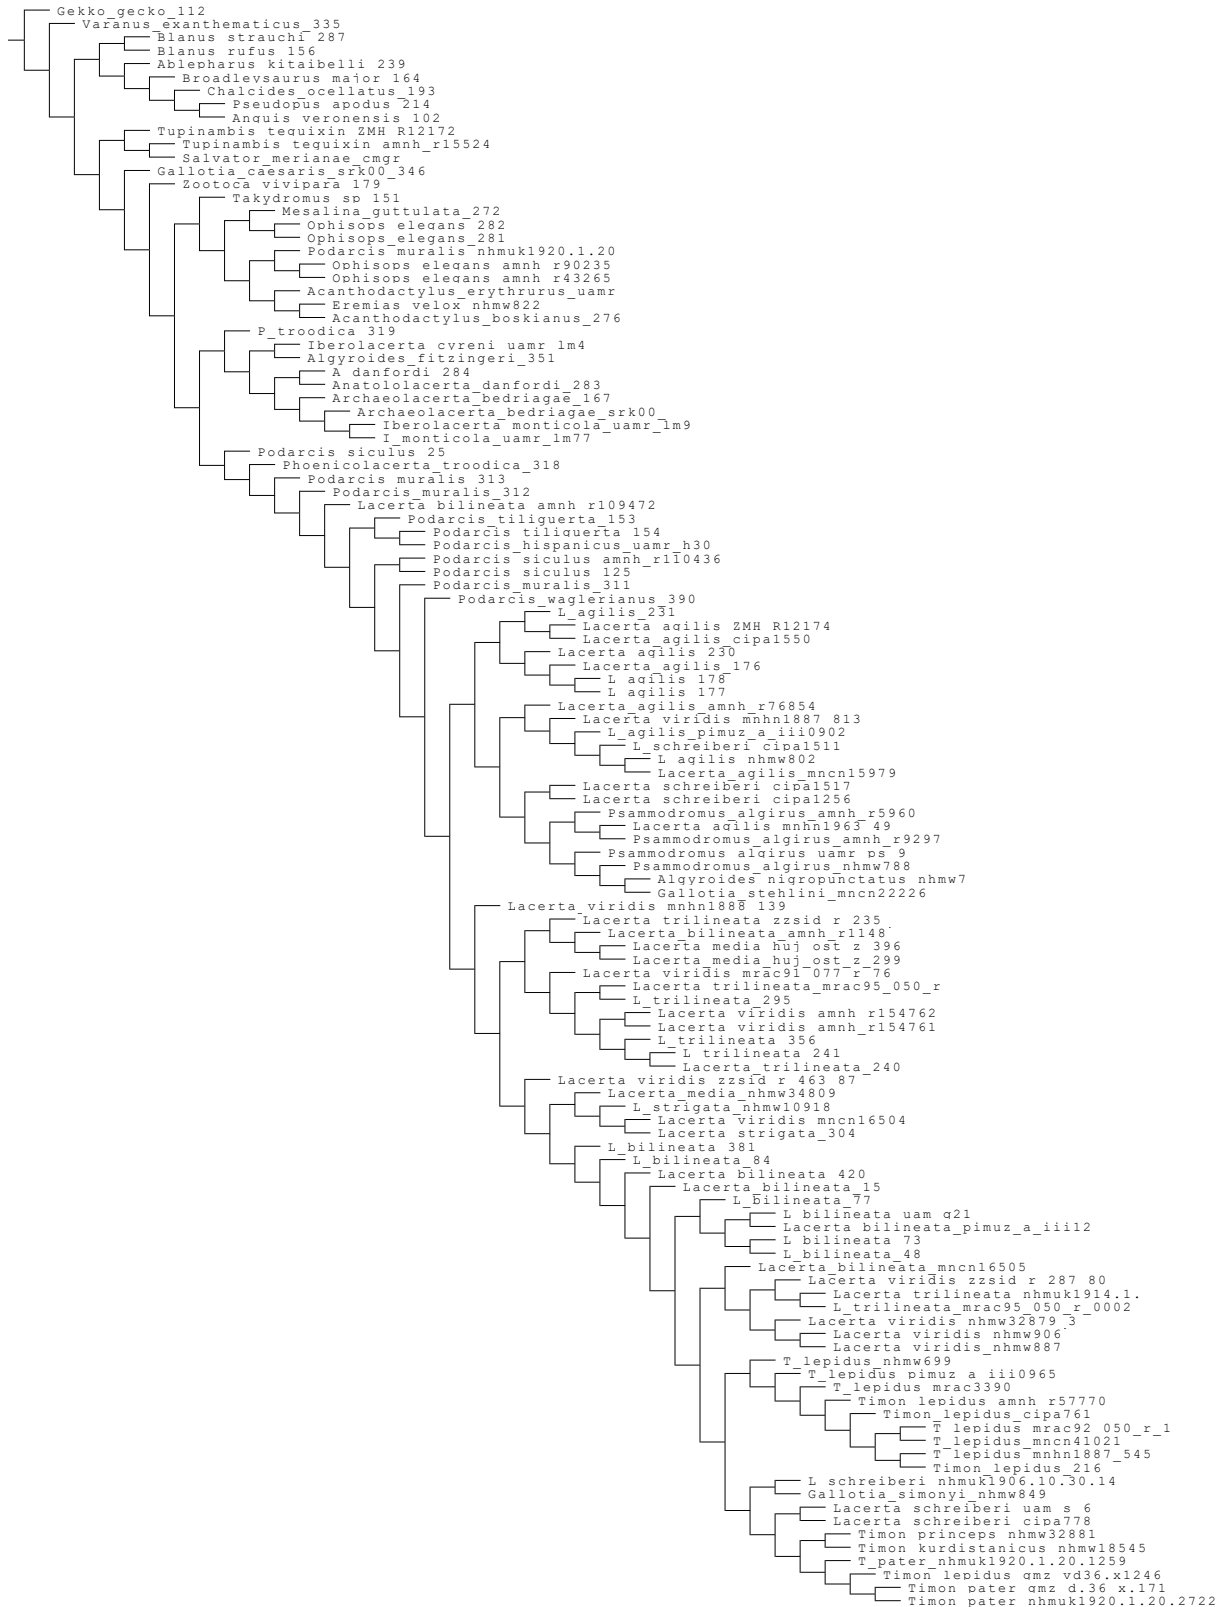 Gekko_gecko_112
Varanus_exanthematicus_335
Blanus_strauchi_287
Blanus_rufus_156
Ablepharus_kitaibelli_239
Broadleysaurus_major_164
Chalcides_ocellatus_193
Pseudopus_apodus_214
Anguis_veronensis_102
Tupinambis_teguixin_ZMH_R12172
Tupinambis_teguixin_amnh_r15524
Salvator_merianae_cmgr
Gallotia_caesaris_srk00_346
Zootoca_vivipara_179
Takydromus_sp_151
Mesalina_guttulata_272
Ophisops_elegans_282
Ophisops_elegans_281
Podarcis_muralis_nhmuk1920.1.20
Ophisops_elegans_amnh_r90235
Ophisops_elegans_amnh_r43265
Acanthodactylus_erythrurus_uamr
Eremias_velox_nhmw822
Acanthodactylus_boskianus_276
P_troodica_319
Iberolacerta_cyreni_uamr_lm4
Algyroides_fitzingeri_351
A_danfordi_284
Anatololacerta_danfordi_283
Archaeolacerta_bedriagae_167
Archaeolacerta_bedriagae_srk00_
Iberolacerta_monticola_uamr_lm9
I_monticola_uamr_lm77
Podarcis_siculus_25
Phoenicolacerta_troodica_318
Podarcis_muralis_313
Podarcis_muralis_312
Lacerta_bilineata_amnh_r109472
Podarcis_tiliguerta_153
Podarcis_tiliguerta_154
Podarcis_hispanicus_uamr_h30
Podarcis_siculus_amnh_r110436
Podarcis_siculus_125
Podarcis_muralis_311
Podarcis_waglerianus_390
L_agilis_231
Lacerta_agilis_ZMH_R12174
Lacerta_agilis_cipa1550
Lacerta_agilis_230
Lacerta_agilis_176
L_agilis_178
L_agilis_177
Lacerta_agilis_amnh_r76854
Lacerta_viridis_mnhn1887_813
L_agilis_pimuz_a_iii0902
L_schreiberi_cipa1511
L_agilis_nhmw802
Lacerta_agilis_mncn15979
Lacerta_schreiberi_cipa1517
Lacerta_schreiberi_cipa1256
Psammodromus_algirus_amnh_r5960
Lacerta_agilis_mnhn1963_49
Psammodromus_algirus_amnh_r9297
Psammodromus_algirus_uamr_ps_9
Psammodromus_algirus_nhmw788
Algyroides_nigropunctatus_nhmw7
Gallotia_stehlini_mncn22226
Lacerta_viridis_mnhn1888_139
Lacerta_trilineata_zzsid_r_235
Lacerta_bilineata_amnh_r1148
Lacerta_media_huj_ost_z_396
Lacerta_media_huj_ost_z_299
Lacerta_viridis_mrac91_077_r_76
Lacerta_trilineata_mrac95_050_r
L_trilineata_295
Lacerta_viridis_amnh_r154762
Lacerta_viridis_amnh_r154761
L_trilineata_356
L_trilineata_241
Lacerta_trilineata_240
Lacerta_viridis_zzsid_r_463_87
Lacerta_media_nhmw34809
L_strigata_nhmw10918
Lacerta_viridis_mncn16504
Lacerta_strigata_304
L_bilineata_381
L_bilineata_84
Lacerta_bilineata_420
Lacerta_bilineata_15
L_bilineata_77
L_bilineata_uam_g21
Lacerta_bilineata_pimuz_a_iii12
L_bilineata_73
L_bilineata_48
Lacerta_bilineata_mncn16505
Lacerta_viridis_zzsid_r_287_80
Lacerta_trilineata_nhmuk1914.1.
L_trilineata_mrac95_050_r_0002
Lacerta_viridis_nhmw32879_3
Lacerta_viridis_nhmw906
Lacerta_viridis_nhmw887
T_lepidus_nhmw699
T_lepidus_pimuz_a_iii0965
T_lepidus_mrac3390
Timon_lepidus_amnh_r57770
Timon_lepidus_cipa761
T_lepidus_mrac92_050_r_1
T_lepidus_mncn41021
T_lepidus_mnhn1887_545
Timon_lepidus_216
L_schreiberi_nhmuk1906.10.30.14
Gallotia_simonyi_nhmw849
Lacerta_schreiberi_uam_s_6
Lacerta_schreiberi_cipa778
Timon_princeps_nhmw32881
Timon_kurdistanicus_nhmw18545
T_pater_nhmuk1920.1.20.1259
Timon_lepidus_gmz_vd36.x1246
Timon_pater_gmz_d.36_x.171
Timon_pater_nhmuk1920.1.20.2722